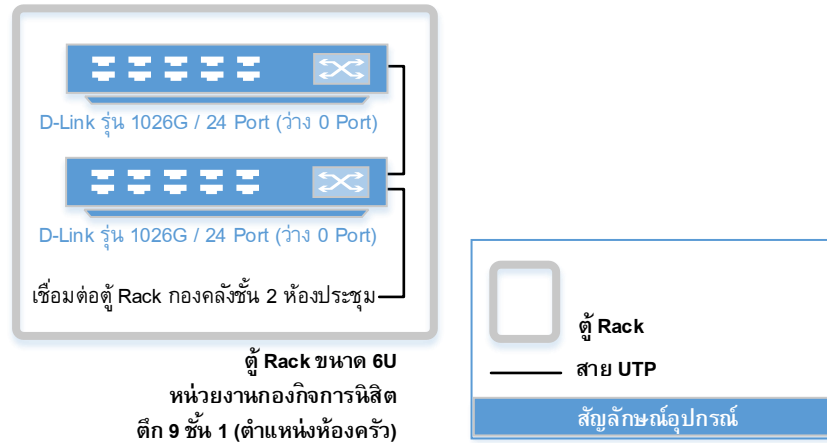 D-Link รุ่น 1026G / 24 Port (ว่าง 0 Port)
D-Link รุ่น 1026G / 24 Port (ว่าง 0 Port)
เชื่อมต่อตู้ Rack กองคลังชั้น 2 ห้องประชุม
ตู้ Rack ขนาด 6U
หน่วยงานกองกิจการนิสิต
ตึก 9 ชั้น 1 (ตำแหน่งห้องครัว)
ตู้ Rack
สาย UTP
สัญลักษณ์อุปกรณ์